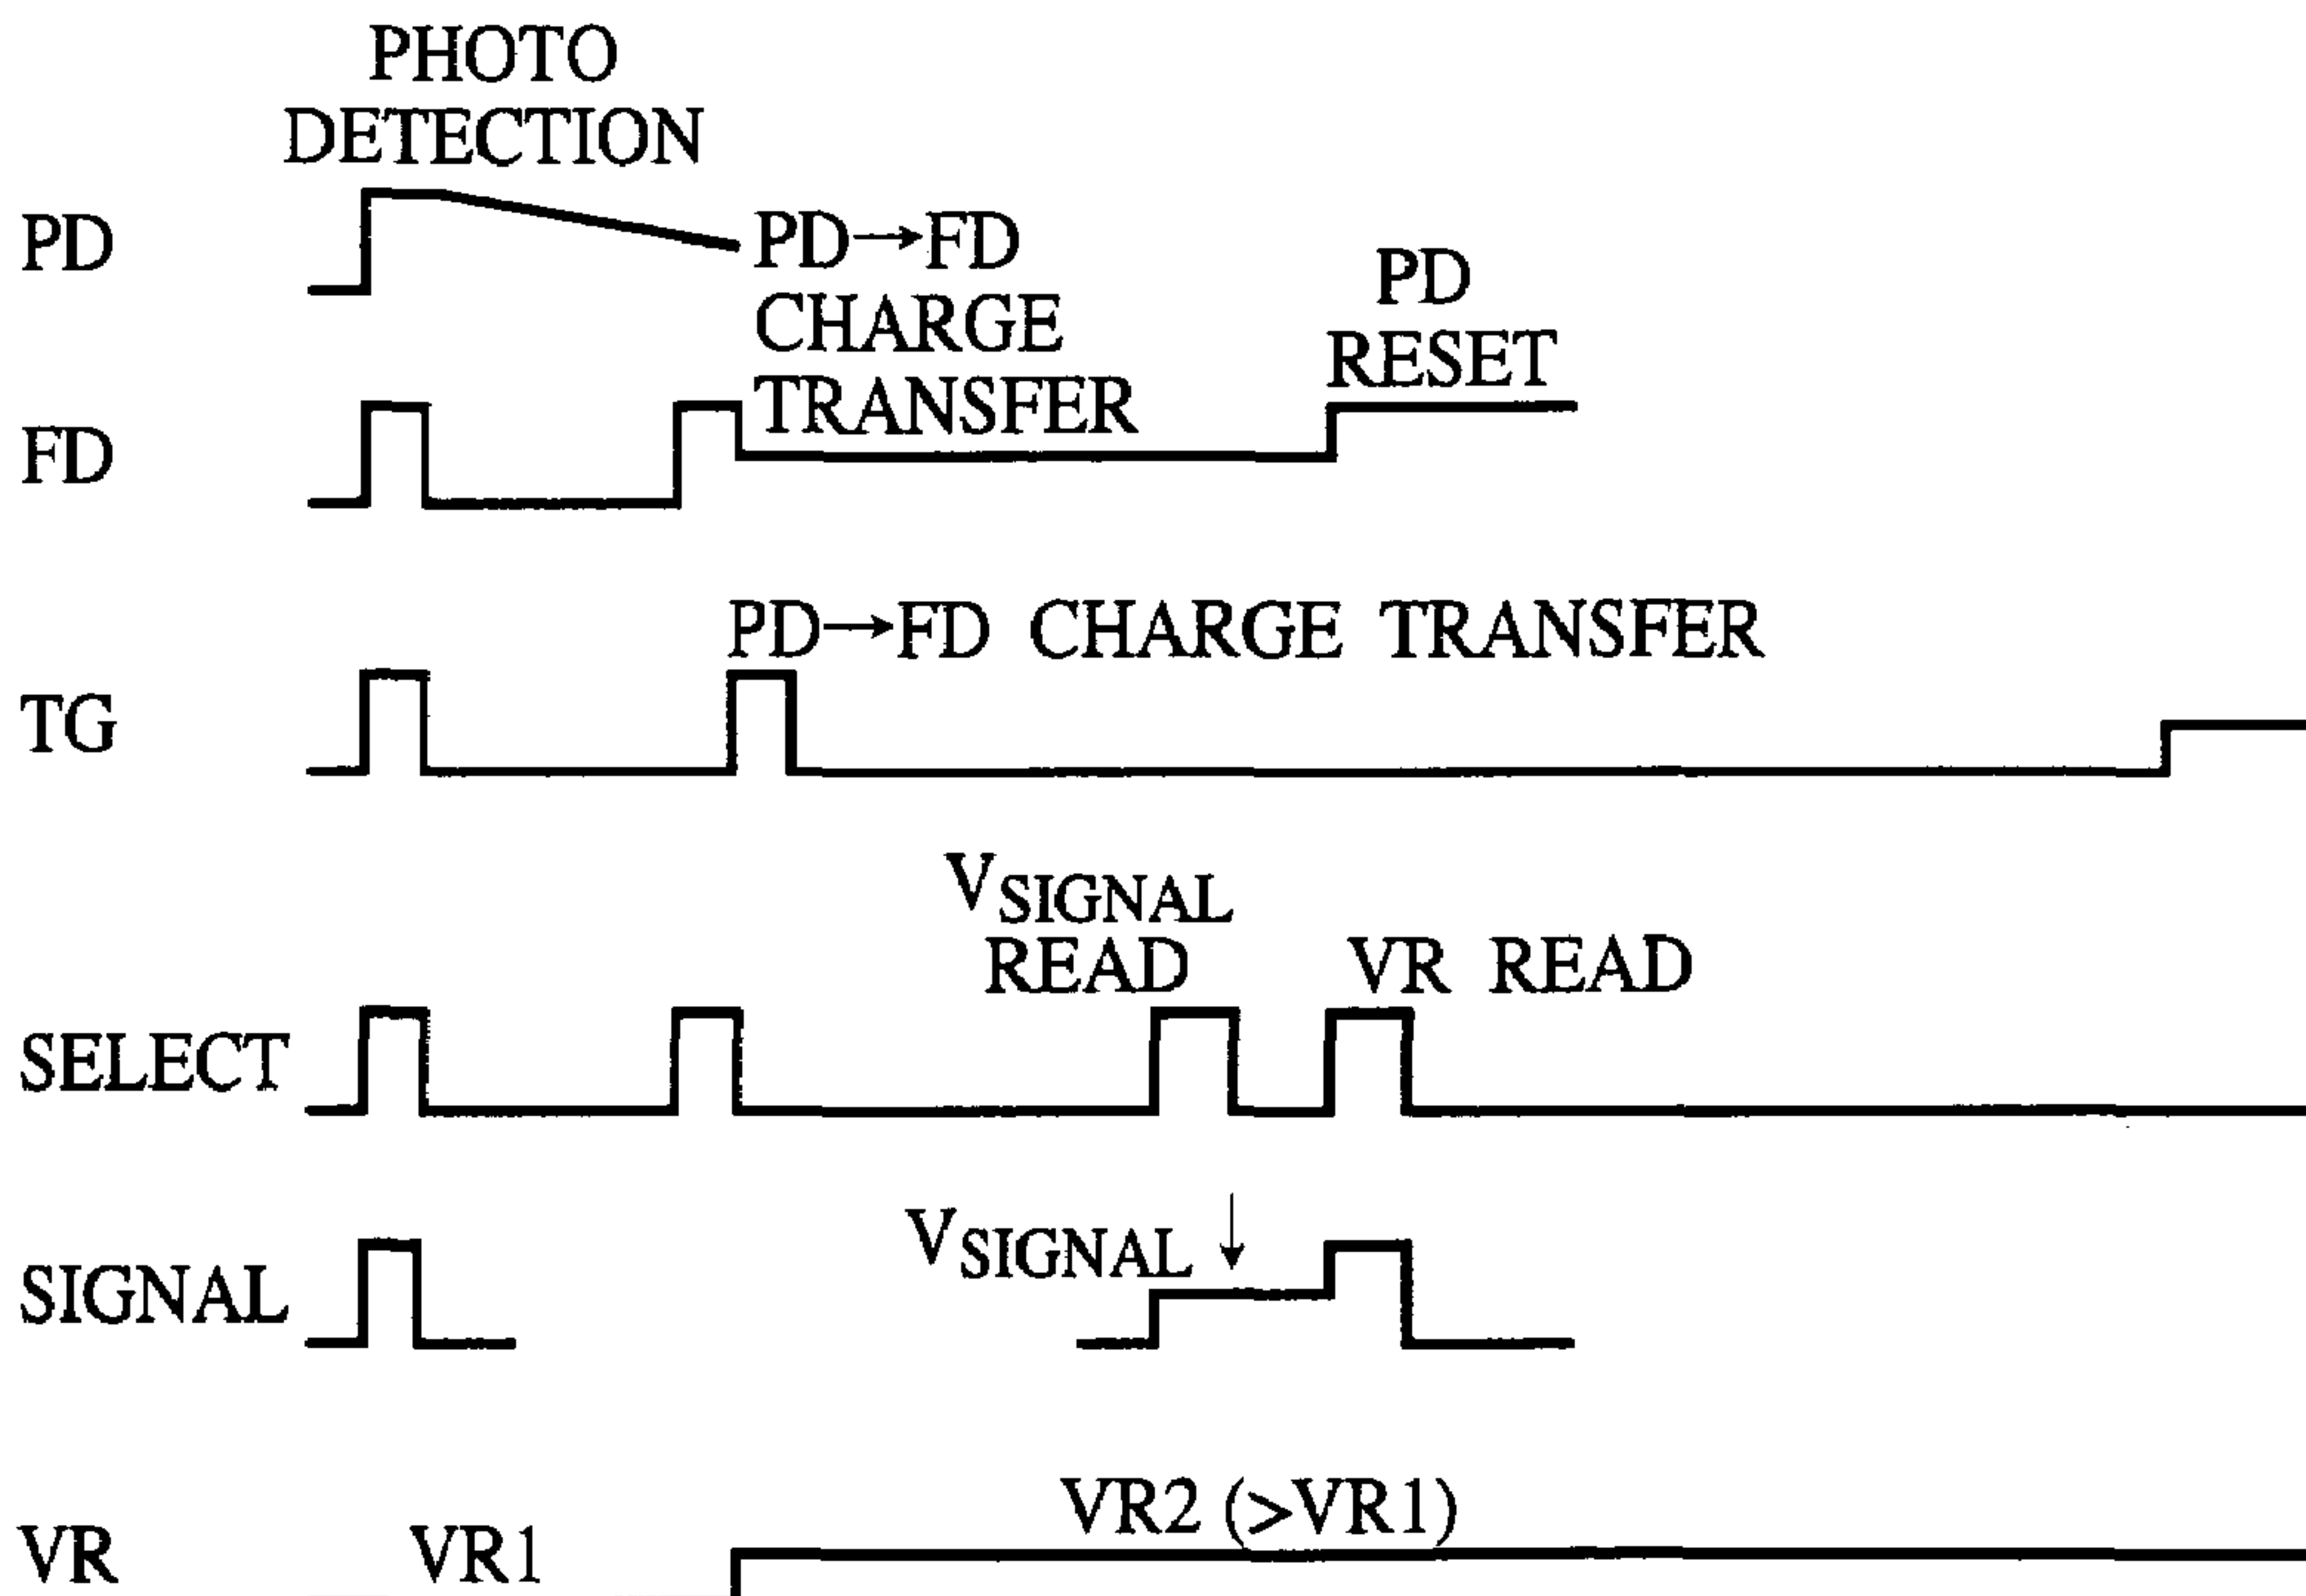 PHOTO
DETECTION
PD
PD→FD
CHARGE
TRANSFER
PD
RESET
FD
PD→FD CHARGE TRANSFER
TG
VSIGNAL
READ
VR READ
SELECT
VSIGNAL ↓
SIGNAL
VR2 (>VR1)
VR
VR1